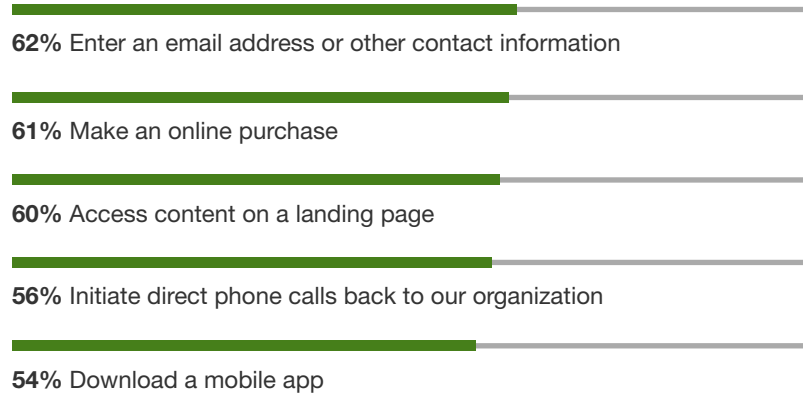 62% Enter an email address or other contact information
61% Make an online purchase
60% Access content on a landing page
56% Initiate direct phone calls back to our organization
54% Download a mobile app